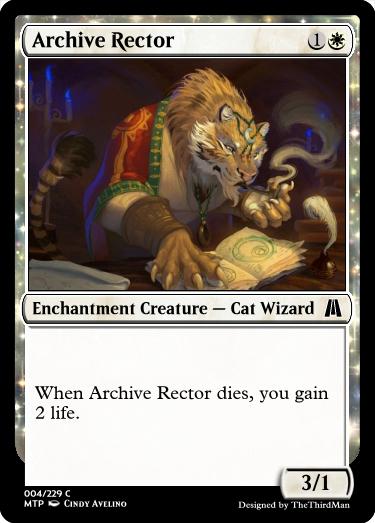 Archive Rector 1
Enchantment Creature — Cat Wizard
When Archive Rector dies, you gain
2 life.
3/1
004/229 C
MTP Cindy Avelino
Designed by TheThirdMan